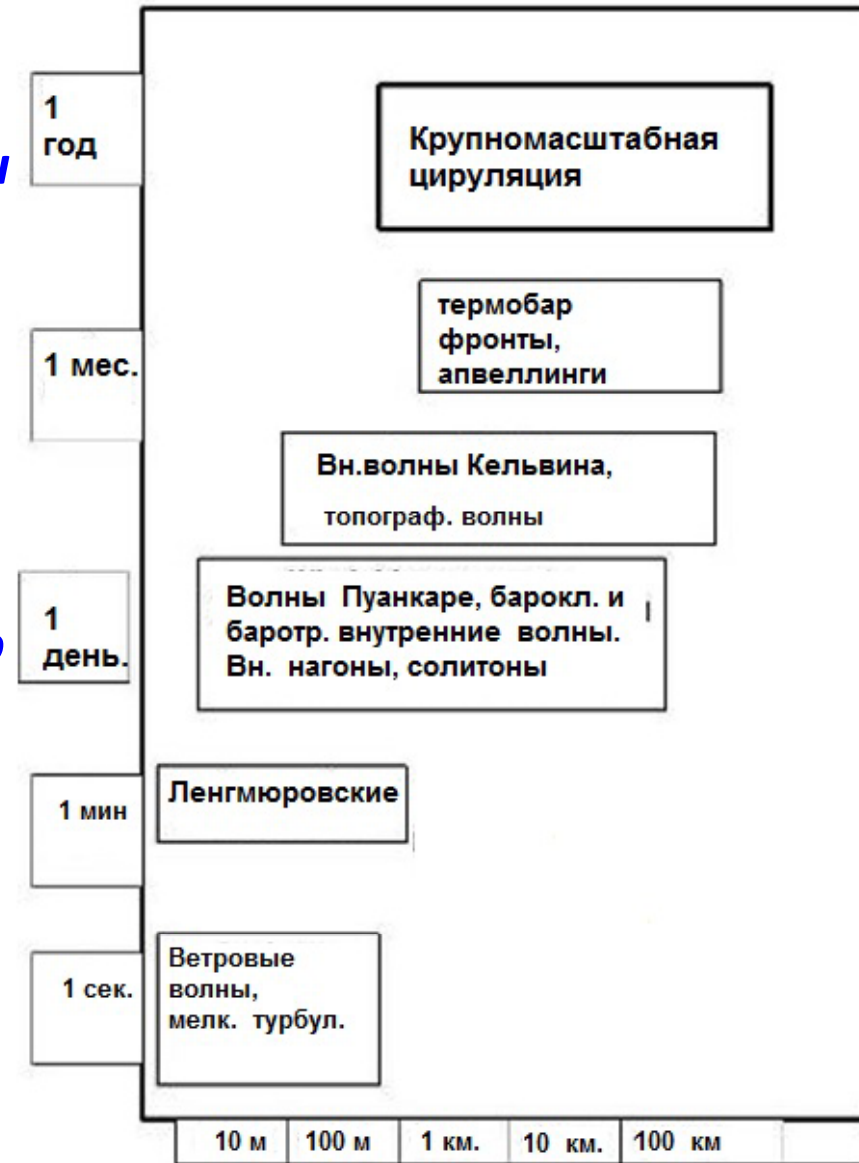 1
год
Крупномасштабная
цируляция
термобар
фронты,
апвеллинги
1 мес.
Вн.волны Кельвина,
топограф. волны
1
день.
Волны Пуанкаре, барокл. и
баротр. внутренние волны.
Вн. нагоны, солитоны
1 мин
Ленгмюровские
1 сек.
Ветровые
волны,
мелк. турбул.
10 м 100 м 1 км. 10 км. 100 км